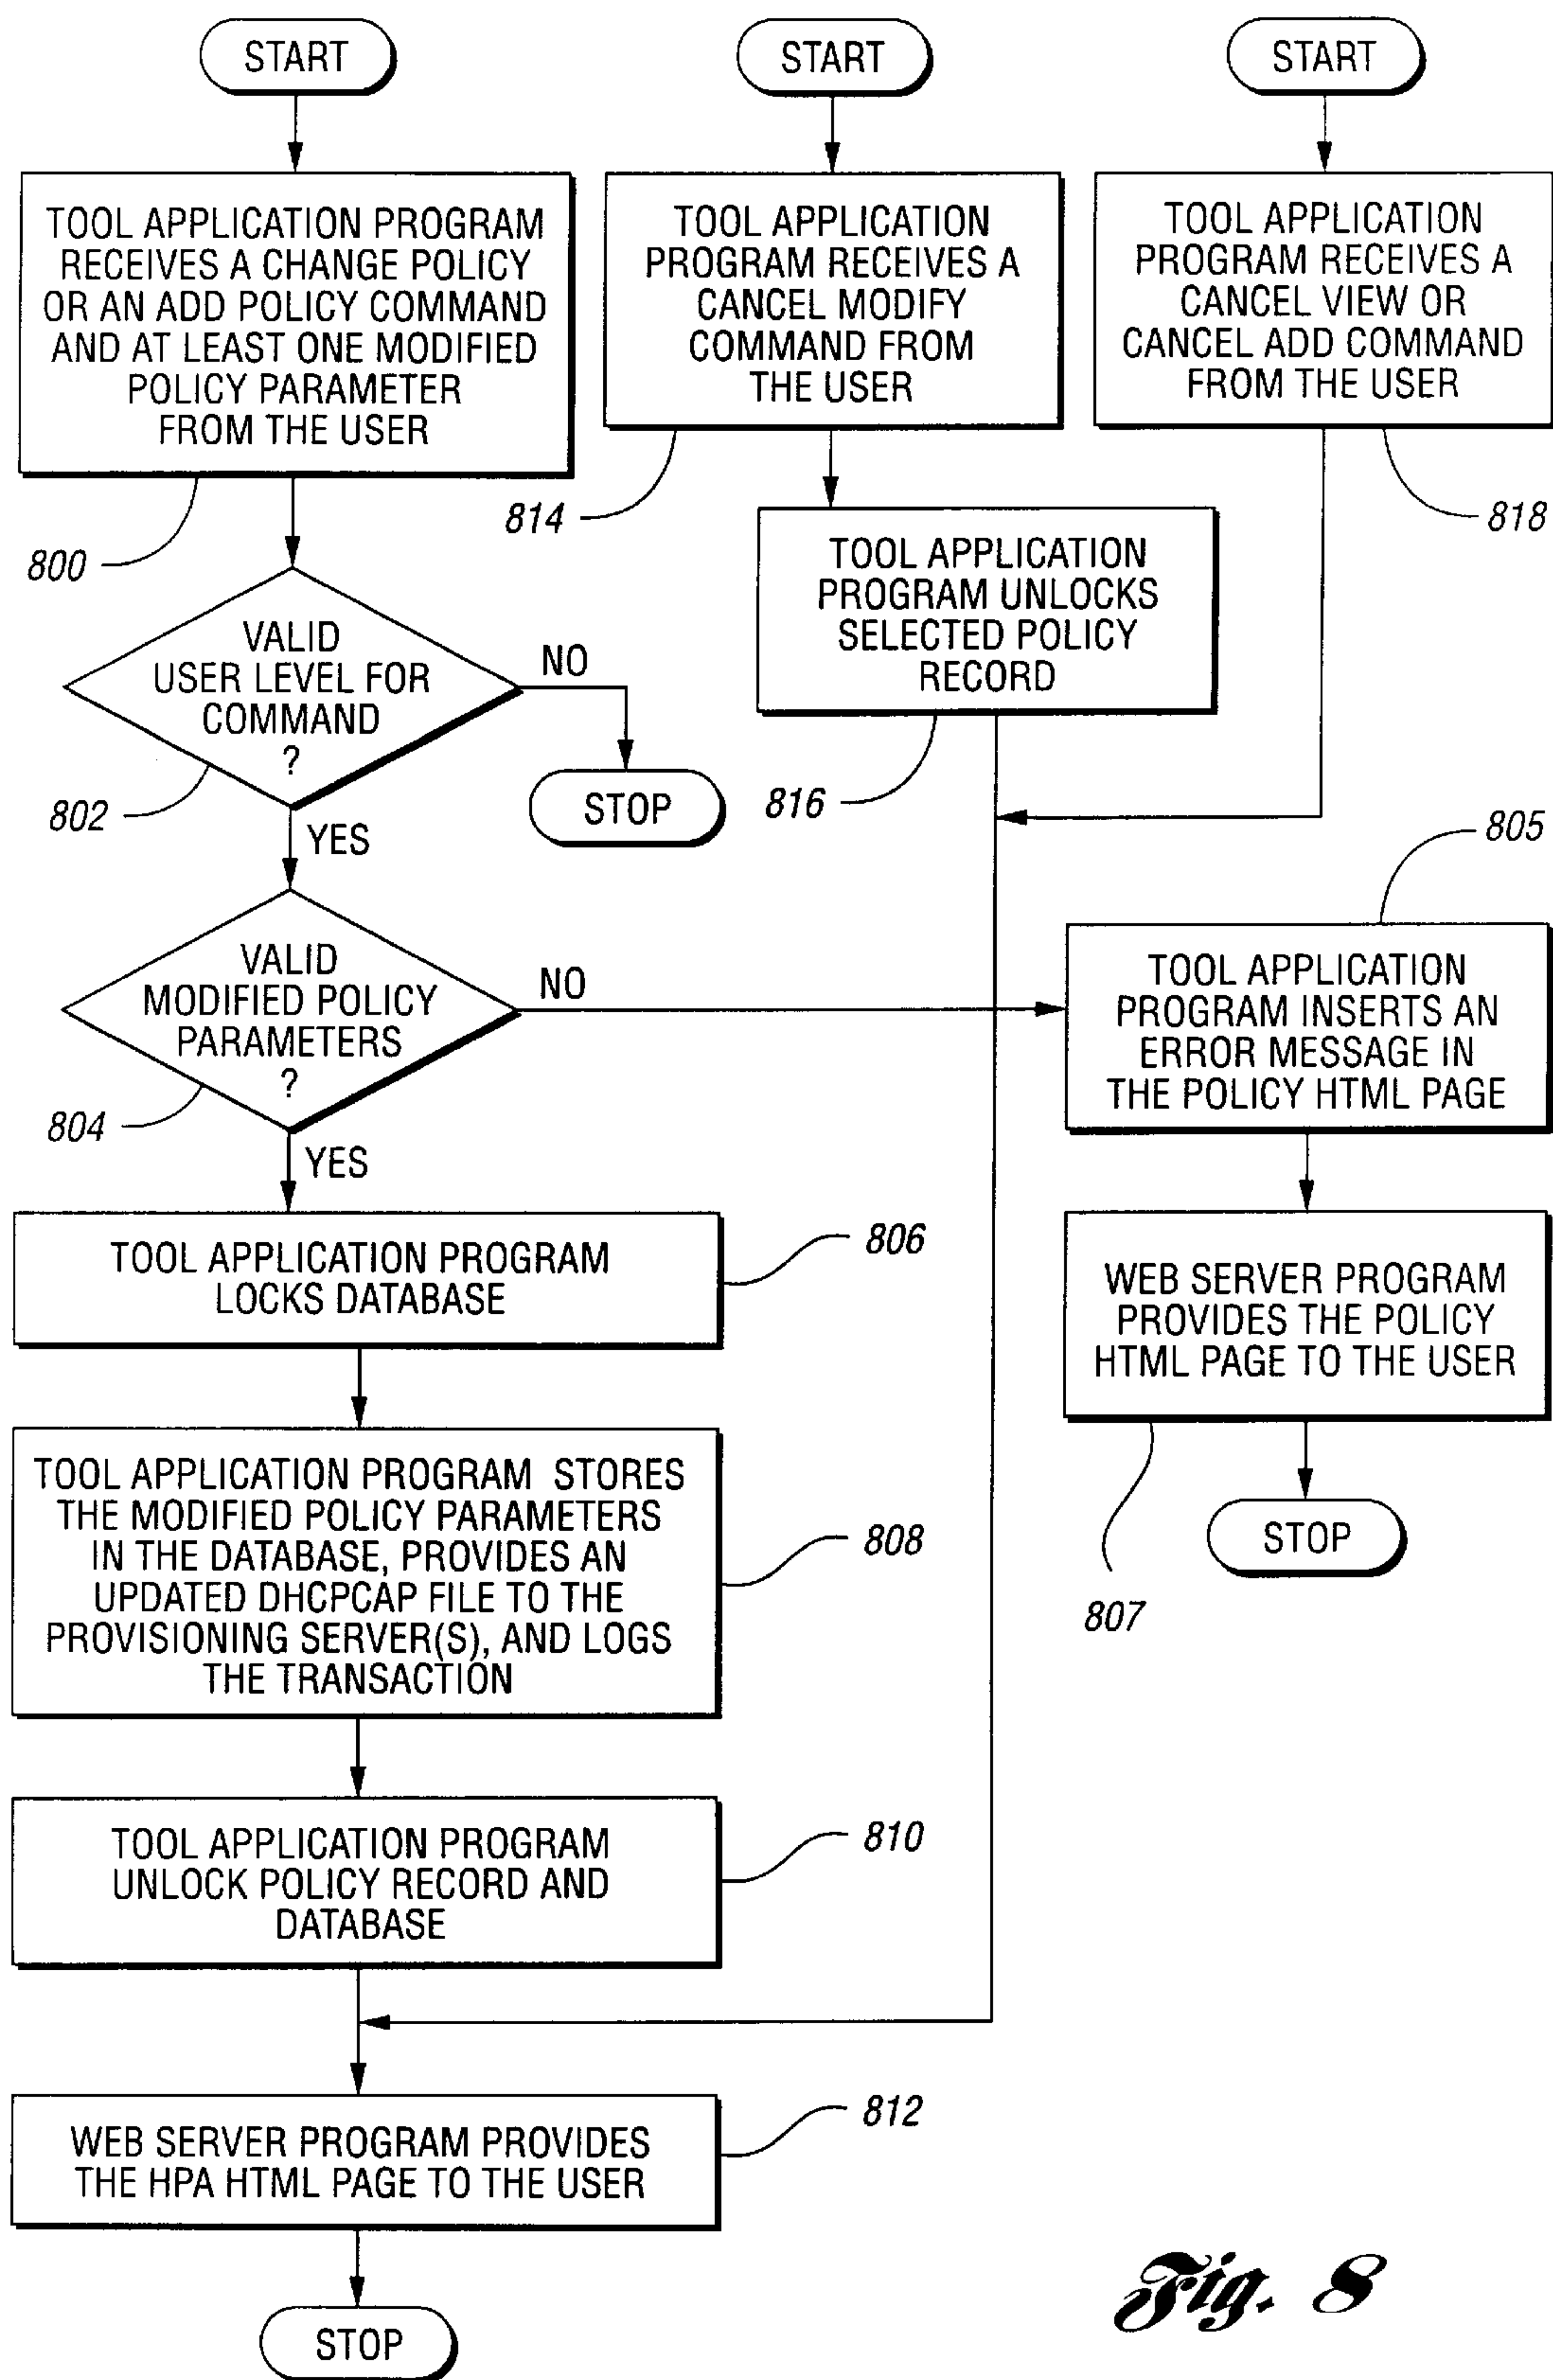 START
START
START
TOOL APPLICATION PROGRAM
RECEIVES A CHANGE POLICY
OR AN ADD POLICY COMMAND
AND AT LEAST ONE MODIFIED
POLICY PARAMETER
FROM THE USER
800
TOOL APPLICATION
PROGRAM RECEIVES A
CANCEL MODIFY
COMMAND FROM
THE USER
814
TOOL APPLICATION
PROGRAM RECEIVES A
CANCEL VIEW OR
CANCEL ADD COMMAND
FROM THE USER
818
TOOL APPLICATION
PROGRAM UNLOCKS
SELECTED POLICY
RECORD
816
VALID
USER LEVEL FOR
COMMAND
?
802
NO
STOP
YES
VALID
MODIFIED POLICY
PARAMETERS
?
804
NO
YES
805
TOOL APPLICATION
PROGRAM INSERTS AN
ERROR MESSAGE IN
THE POLICY HTML PAGE
WEB SERVER PROGRAM
PROVIDES THE POLICY
HTML PAGE TO THE USER
807
STOP
TOOL APPLICATION PROGRAM
LOCKS DATABASE
806
TOOL APPLICATION PROGRAM STORES
THE MODIFIED POLICY PARAMETERS
IN THE DATABASE, PROVIDES AN
UPDATED DHCPCAP FILE TO THE
PROVISIONING SERVER(S), AND LOGS
THE TRANSACTION
808
TOOL APPLICATION PROGRAM
UNLOCK POLICY RECORD AND
DATABASE
810
WEB SERVER PROGRAM PROVIDES
THE HPA HTML PAGE TO THE USER
812
STOP
Fig. 8